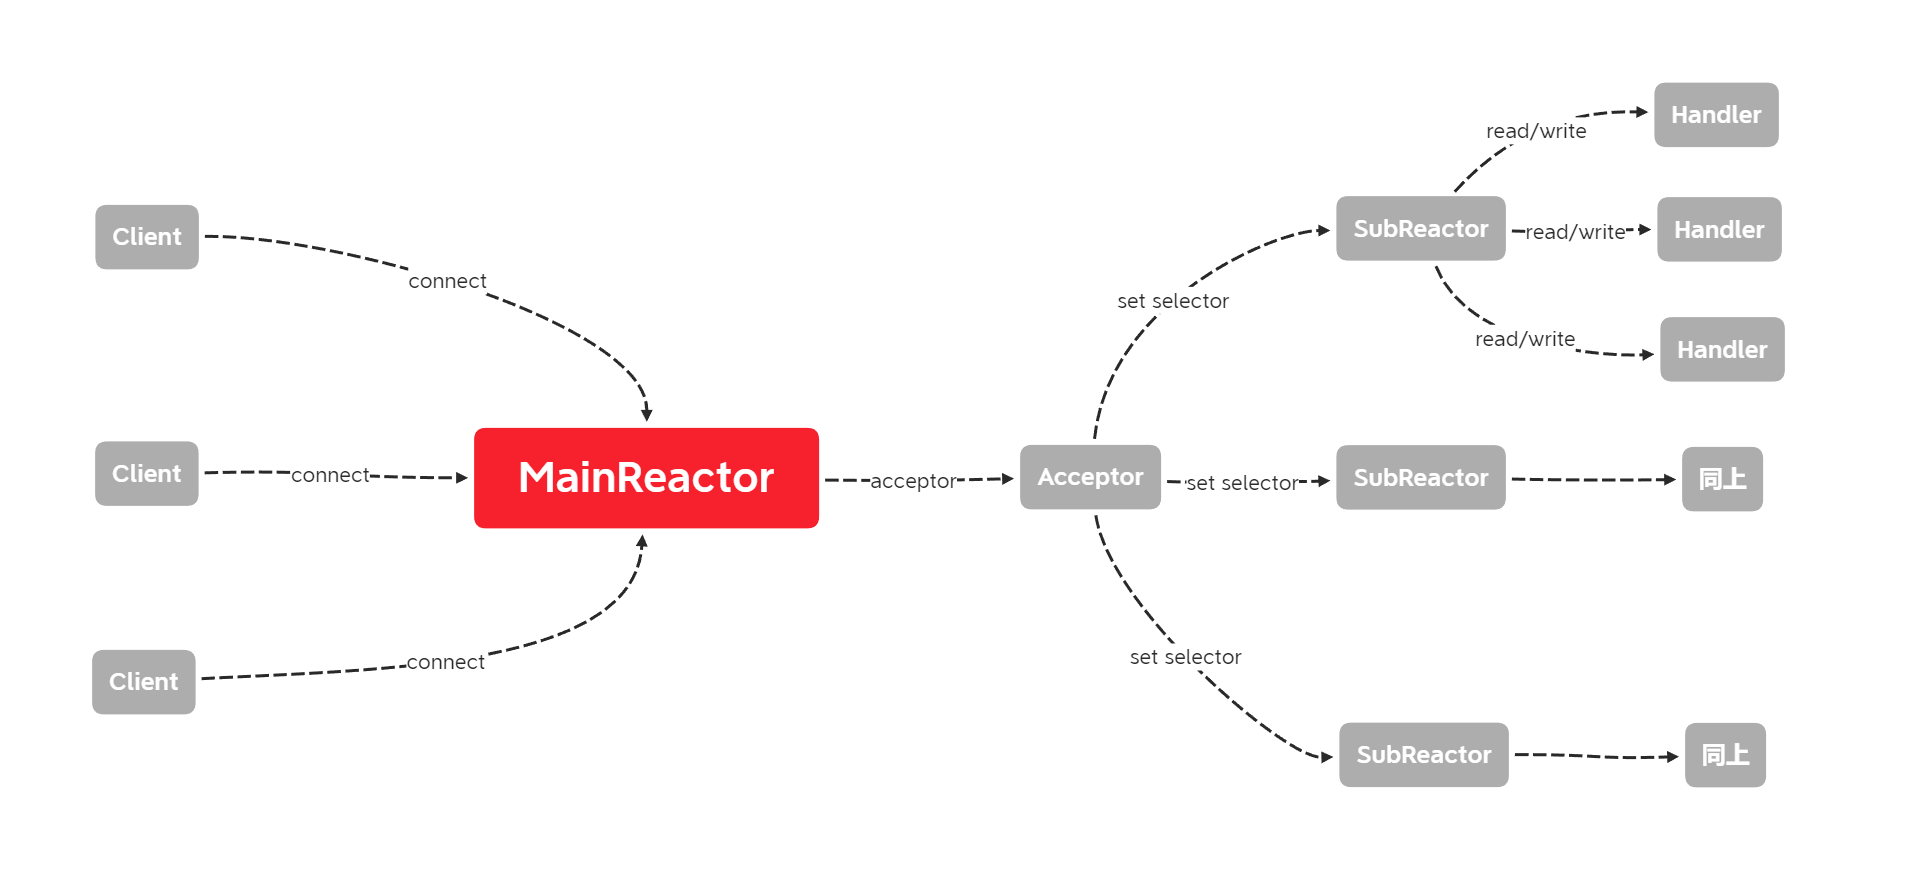 Client
connect
Client
connect
Client
connect
MainReactor
acceptor
Acceptor
set selector
SubReactor
read/write
Handler
read/write
Handler
read/write
Handler
set selector
SubReactor
同上
set selector
SubReactor
同上